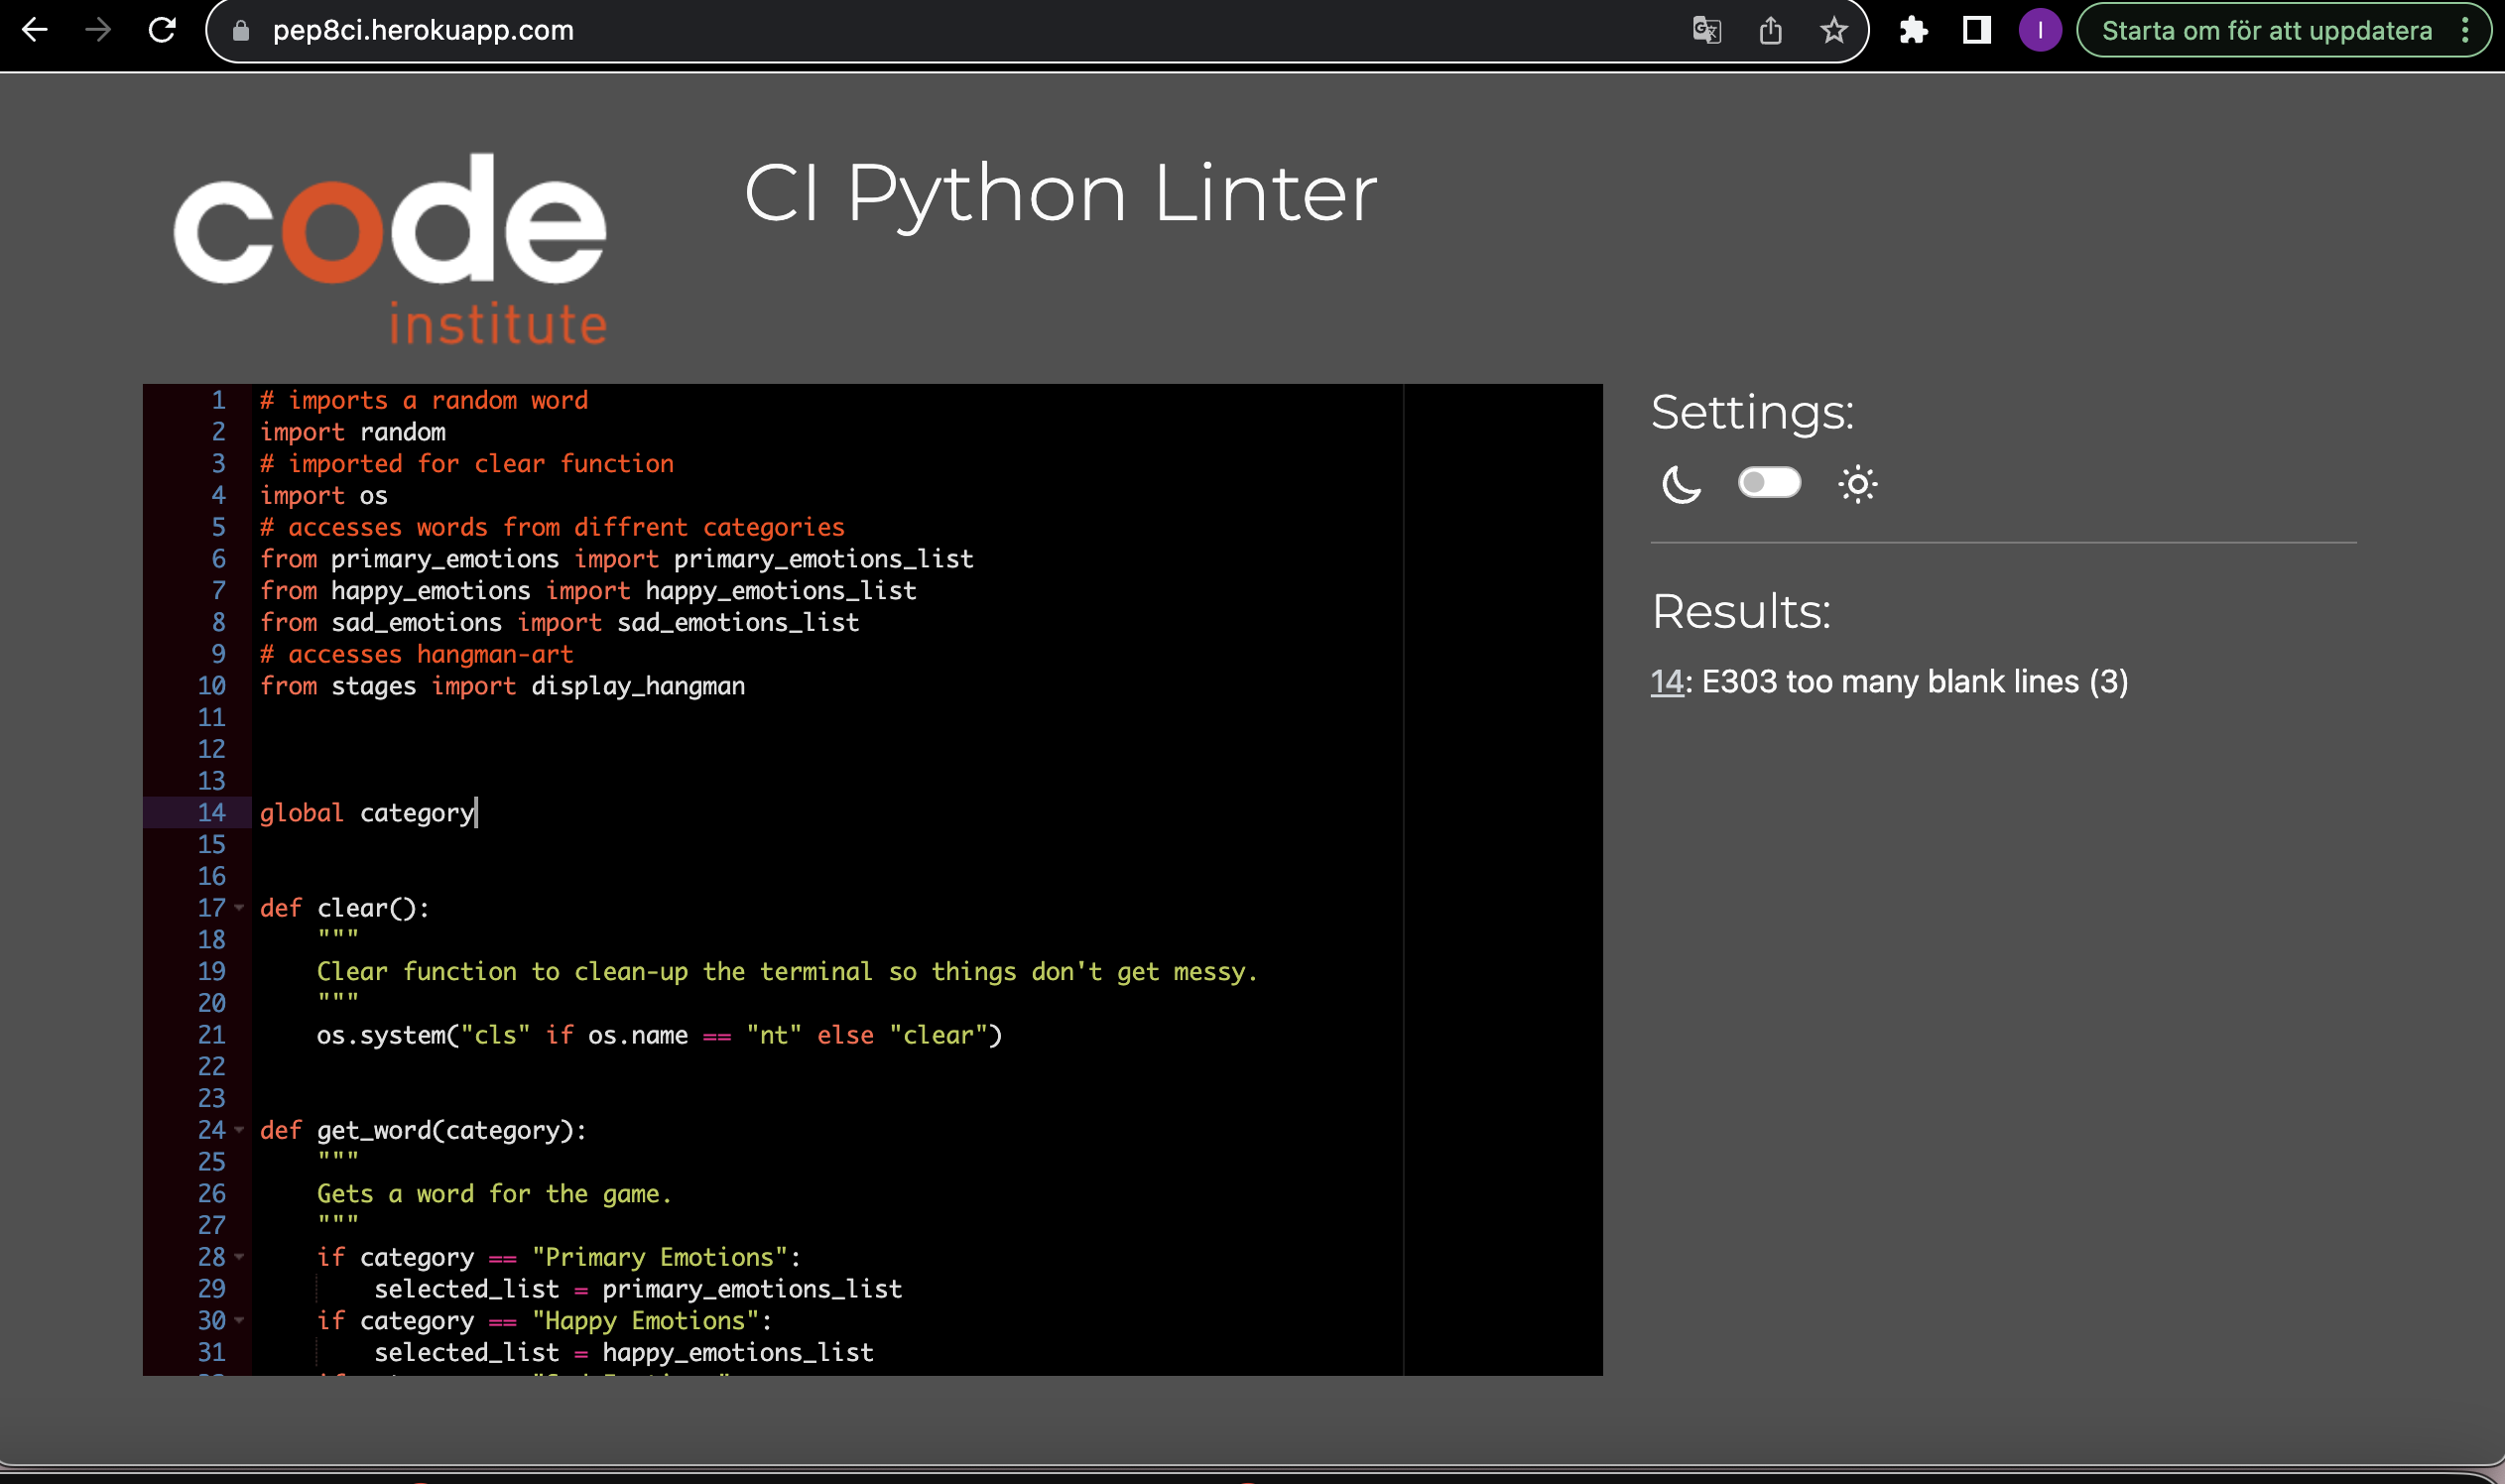 pep8ci.herokuapp.com
I
Starta om för att uppdatera
code
institute
CI Python Linter
1 # imports a random word
2 import random
3 # imported for clear function
4 import os
5 # accesses words from diffrent categories
6 from primary_emotions import primary_emotions_list
7 from happy_emotions import happy_emotions_list
8 from sad_emotions import sad_emotions_list
9 # accesses hangman-art
10 from stages import display_hangman
11
12
13
14 global category
15
16
17 def clear():
18     """
19     Clear function to clean-up the terminal so things don't get messy.
20     """
21     os.system("cls" if os.name == "nt" else "clear")
22
23
24 def get_word(category):
25     """
26     Gets a word for the game.
27     """
28     if category == "Primary Emotions":
29         selected_list = primary_emotions_list
30     if category == "Happy Emotions":
31         selected_list = happy_emotions_list
Settings:
Results:
14: E303 too many blank lines (3)